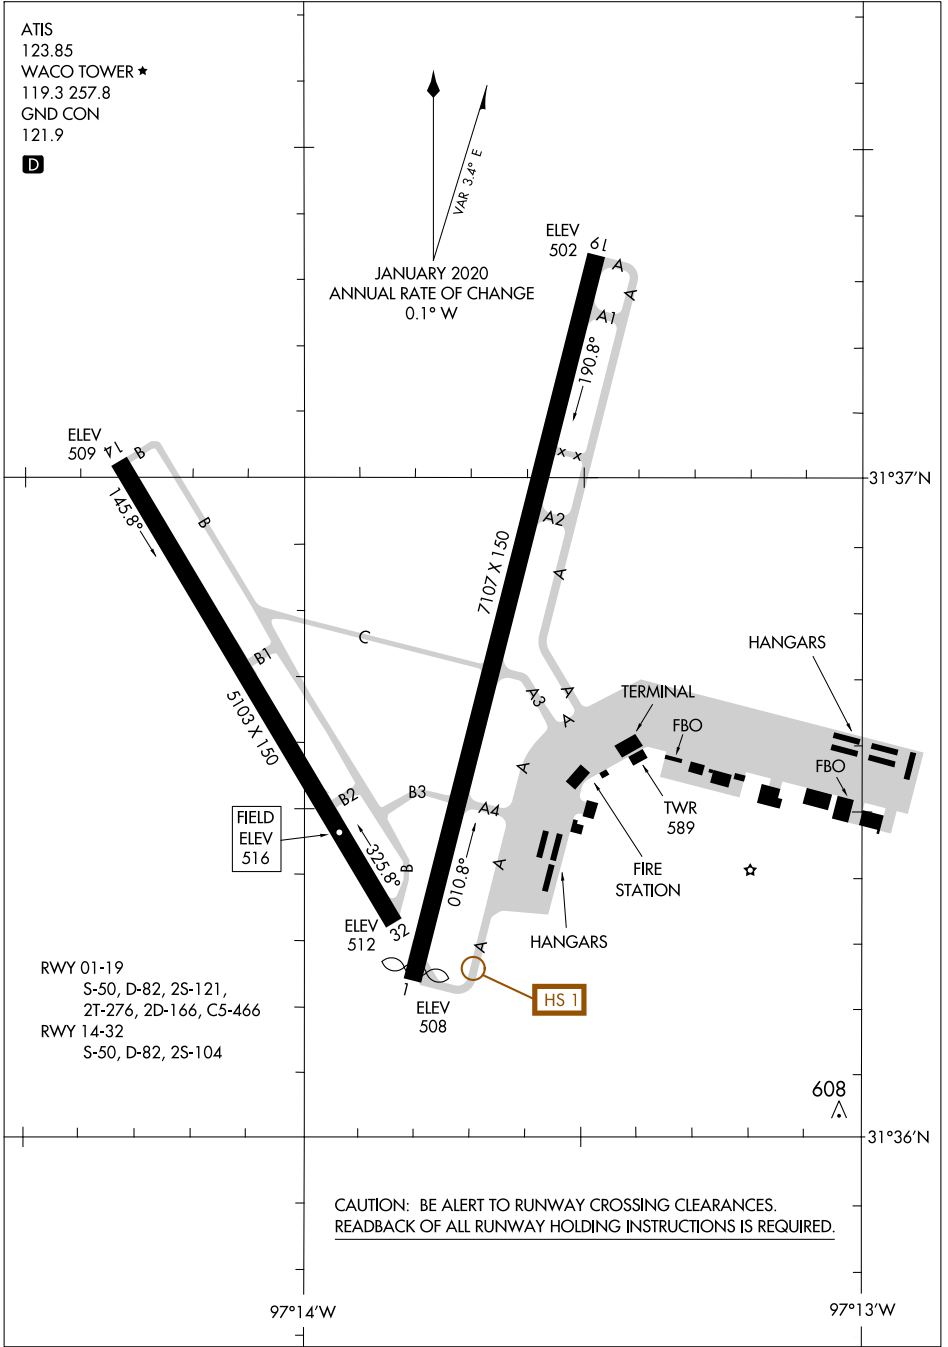 ATIS
123.85
WACO TOWER ★
119.3 257.8
GND CON
121.9
D
VAR 3.4° E
JANUARY 2020
ANNUAL RATE OF CHANGE
0.1° W
ELEV
502
19
A
A
A1
190.8°
x x
ELEV
509
14
B
145.8°
B
31°37'N
A2
7107 X 150
A
C
B1
HANGARS
5103 X 150
A3
A
A
TERMINAL
FBO
FBO
A
B2
B3
A4
FIELD
ELEV
516
TWR
589
325.8°
B
010.8°
A
FIRE
STATION
ELEV
512
32
A
HANGARS
RWY 01-19
S-50, D-82, 2S-121,
2T-276, 2D-166, C5-466
RWY 14-32
S-50, D-82, 2S-104
1
ELEV
508
HS 1
608
31°36'N
CAUTION: BE ALERT TO RUNWAY CROSSING CLEARANCES.
READBACK OF ALL RUNWAY HOLDING INSTRUCTIONS IS REQUIRED.
97°14'W
97°13'W